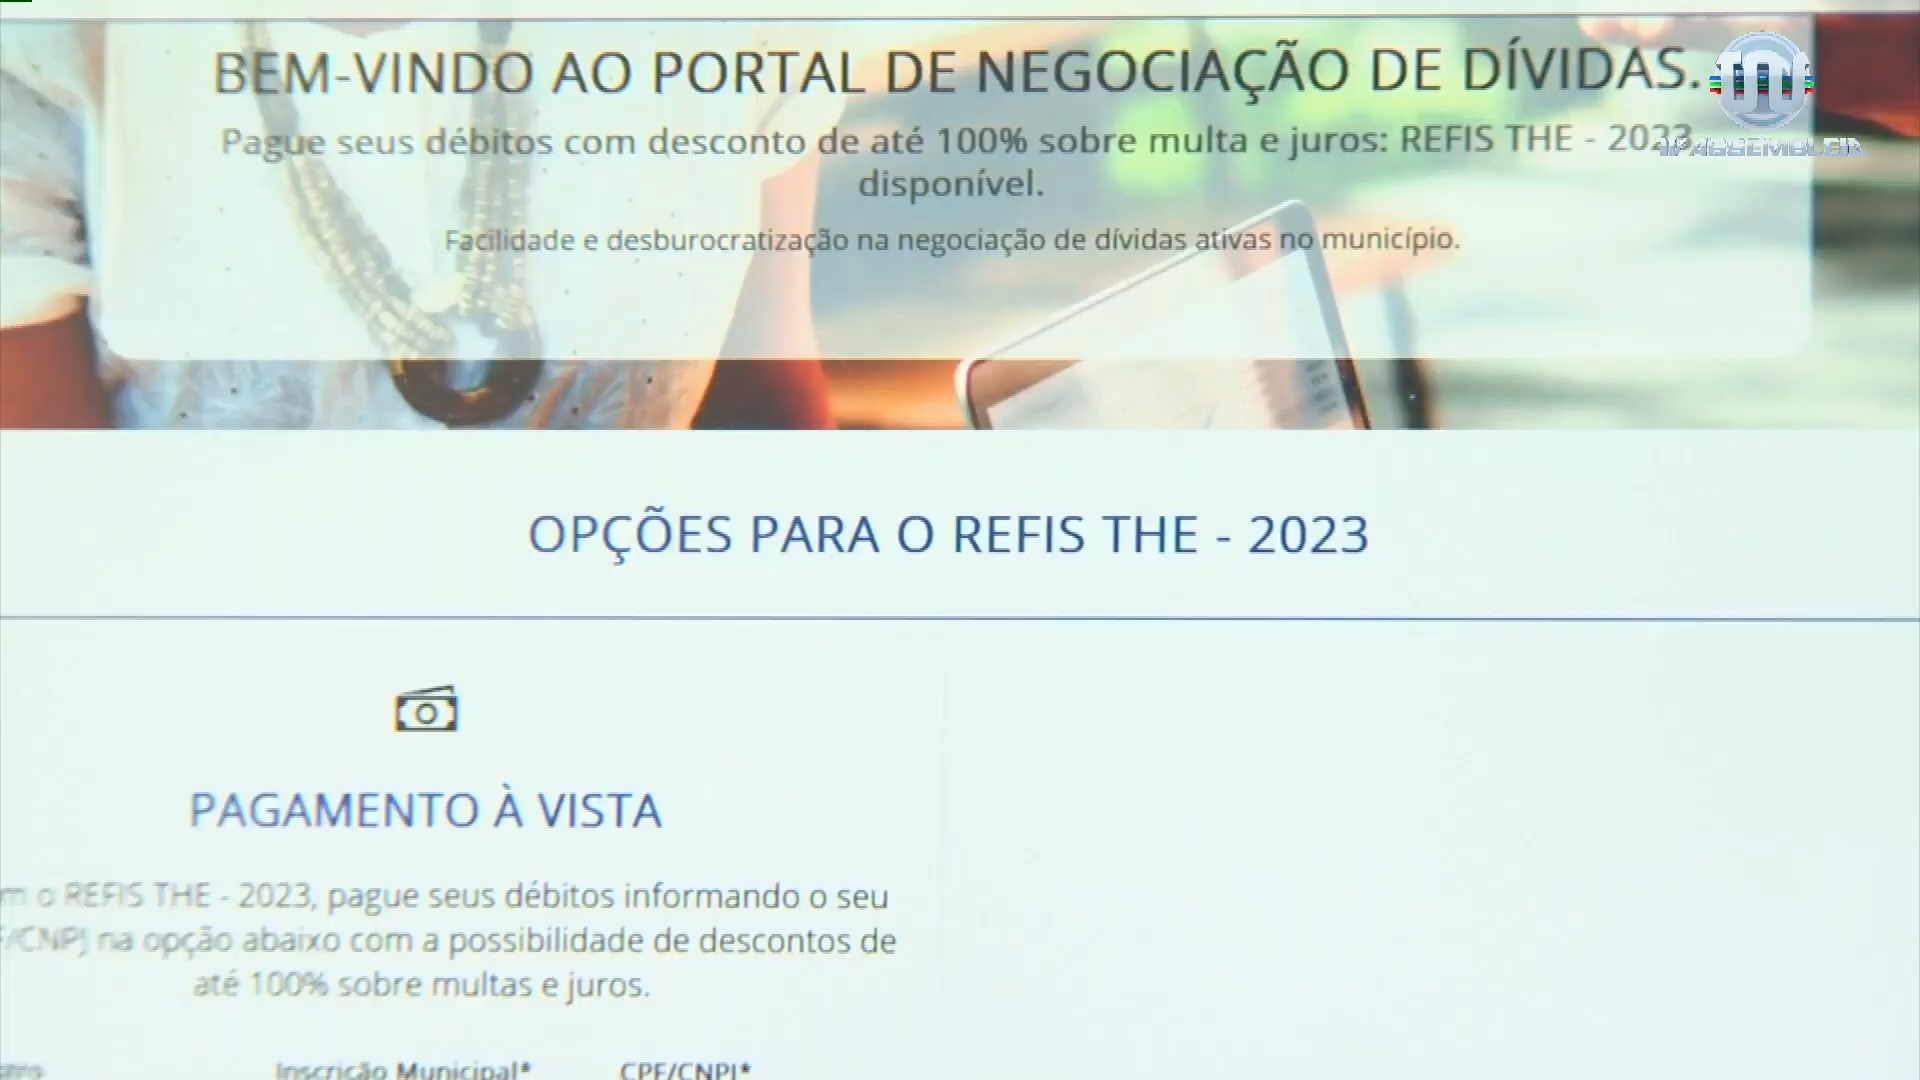 BEM-VINDO AO PORTAL DE NEGOCIAÇÃO DE DÍVIDAS.
Pague seus débitos com desconto de até 100% sobre multa e juros: REFIS THE - 2023
disponível.
Facilidade e desburocratização na negociação de dívidas ativas no município.
OPÇÕES PARA O REFIS THE - 2023
PAGAMENTO À VISTA
m o REFIS THE - 2023, pague seus débitos informando o seu
/CNPJ na opção abaixo com a possibilidade de descontos de
até 100% sobre multas e juros.
Inscrição Municipal* CPF/CNPJ*